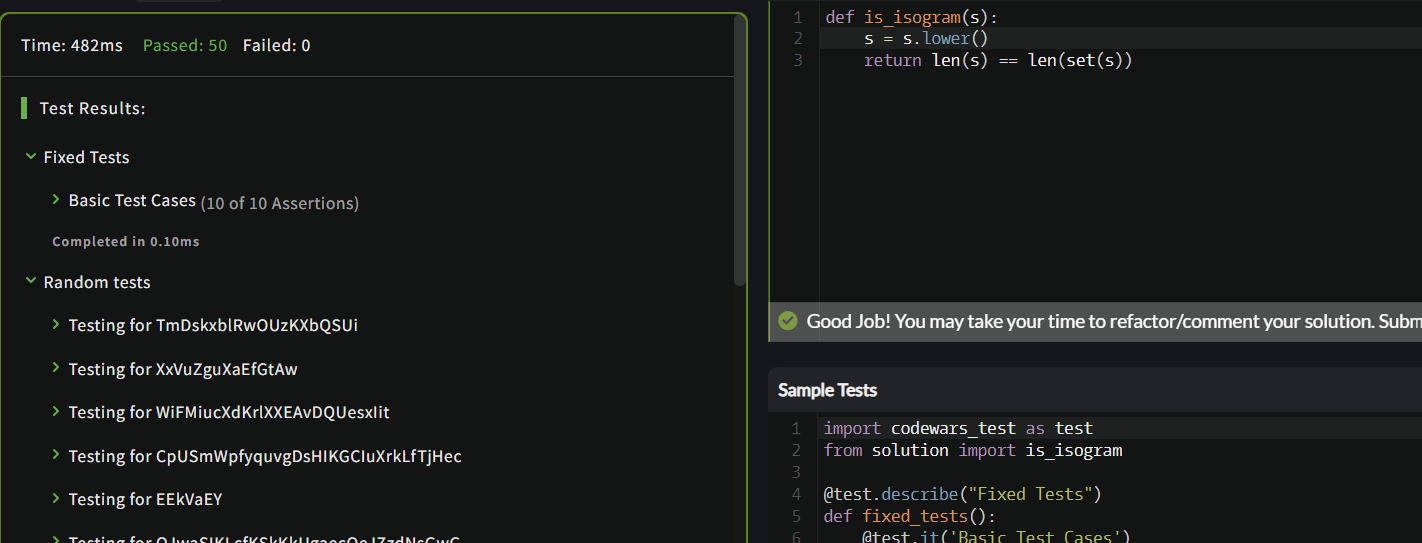 Time: 482ms Passed: 50 Failed: 0
Test Results:
Fixed Tests
Basic Test Cases (10 of 10 Assertions)
Completed in 0.10ms
Random tests
Testing for TmDskxblRwOUzKXbQSUi
Testing for XxVuZguXaEfGtAw
Testing for WiFMiucXdKrlXXEAvDQUesxIit
Testing for CpUSmWpfyquvgDsHIKGCIuXrkLfTjHec
Testing for EEkVaEY
Testing for
1 def is_isogram(s):
2 s = s.lower()
3 return len(s) == len(set(s))
Good Job! You may take your time to refactor/comment your solution. Subm
Sample Tests
1 import codewars_test as test
2 from solution import is_isogram
3
4 @test.describe("Fixed Tests")
5 def fixed_tests():
6 @test.it('Basic Test Cases')